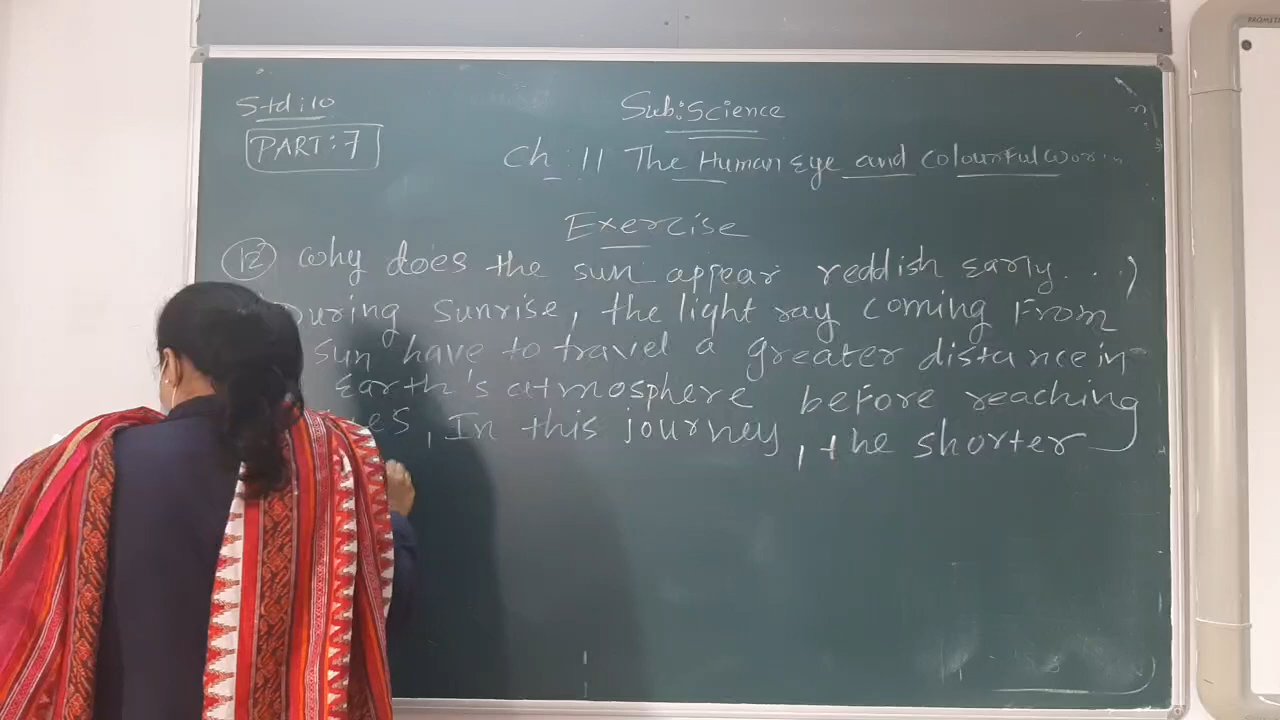 Std:10
Sub:Science
PART:7
Ch:11 The Human Eye and Colourful
Exercise
12 Why does the sun appear reddish early...
During Sunrise, the light ray coming From
Sun have to travel a greater distance in
Earth's atmosphere before reaching
In this journey, the shorter